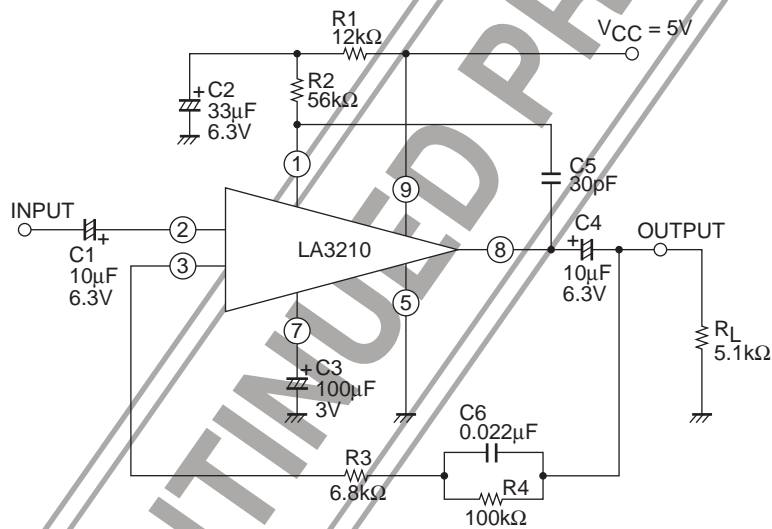 R1
12kΩ
VCC = 5V
R2
56kΩ
+ C2
33μF
6.3V
1
C5
30pF
9
INPUT
2
C4
+
OUTPUT
LA3210
8
+
C1
10μF
6.3V
3
10μF
6.3V
5
7
RL
5.1kΩ
+ C3
100μF
3V
C6
0.022μF
R3
6.8kΩ
R4
100kΩ
TINUED PR